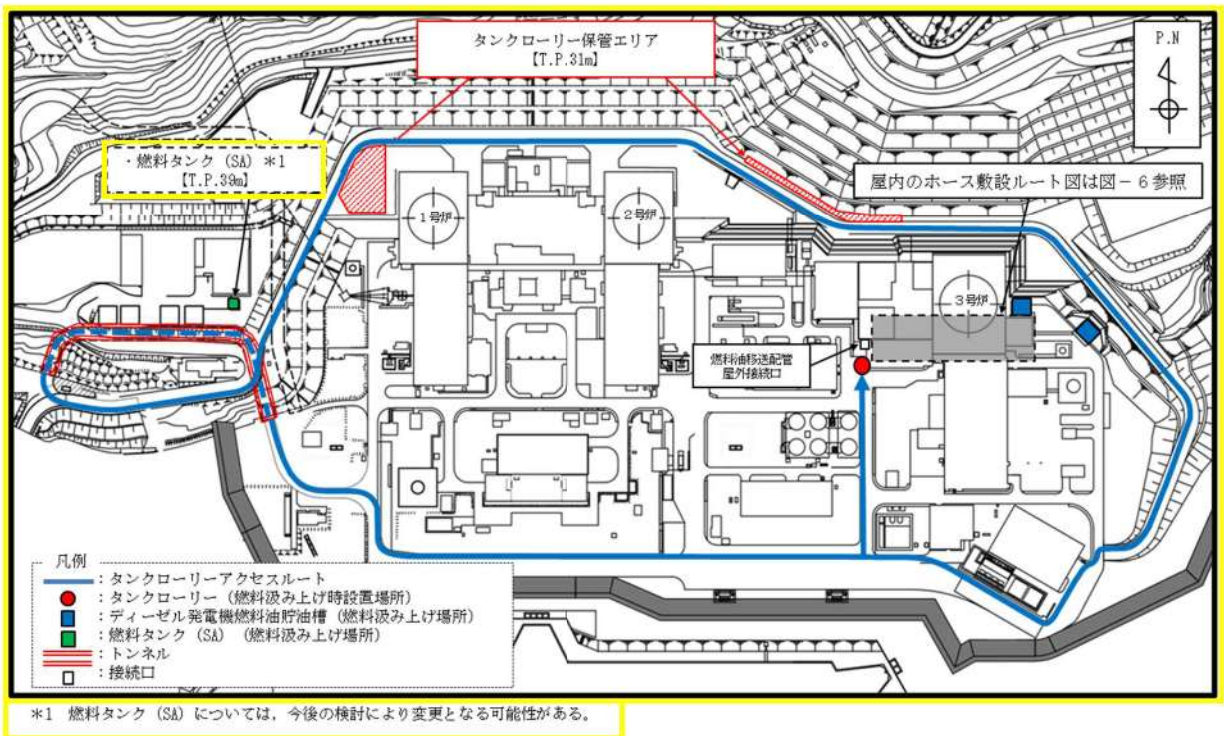 タンクローリー保管エリア
【T.P.31m】
P.N
・燃料タンク (SA) *1
【T.P.39m】
屋内のホース敷設ルート図は図-6参照
1号炉
2号炉
3号炉
燃料油移送配管
屋外接続口
凡例
:タンクローリーアクセスルート
:タンクローリー (燃料汲み上げ時設置場所)
:ディーゼル発電機燃料油貯油槽 (燃料汲み上げ場所)
:燃料タンク (SA) (燃料汲み上げ場所)
:トンネル
:接続口
*1 燃料タンク (SA) については, 今後の検討により変更となる可能性がある。